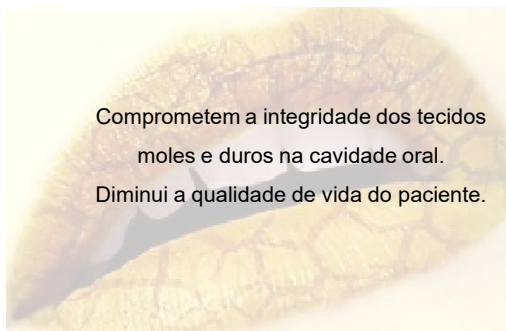 Comprometem a integridade dos tecidos
moles e duros na cavidade oral.
Diminui a qualidade de vida do paciente.